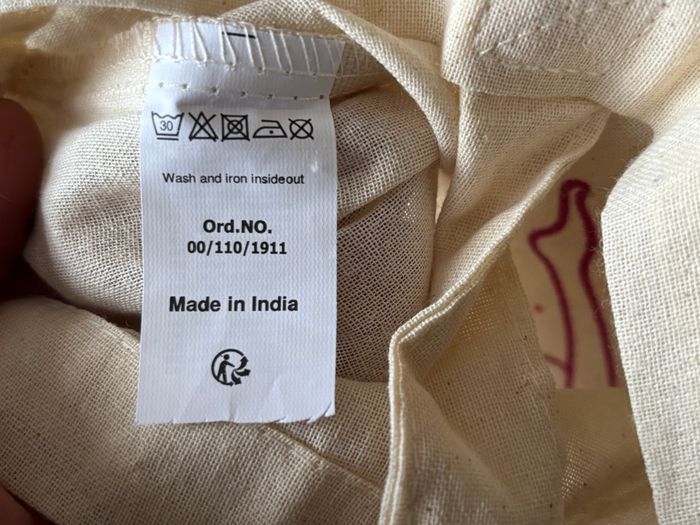 30
Wash and iron insideout
Ord.NO.
00/110/1911
Made in India